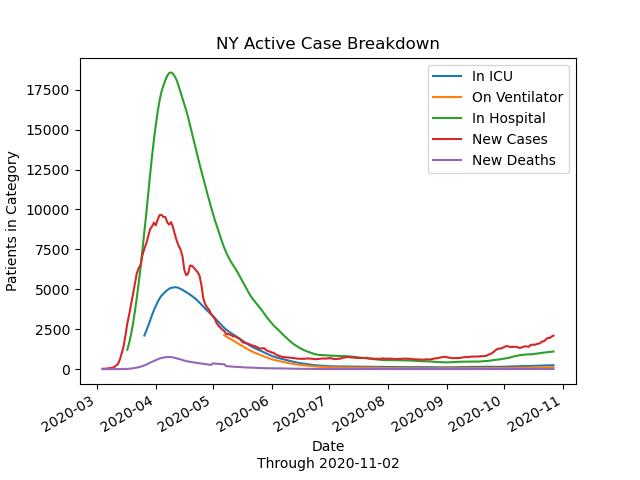 NY Active Case Breakdown
In ICU
On Ventilator
In Hospital
New Cases
New Deaths
Patients in Category
17500
15000
12500
10000
7500
5000
2500
0
2020-03
2020-04
2020-05
2020-06
2020-07
2020-08
2020-09
2020-10
2020-11
Date
Through 2020-11-02